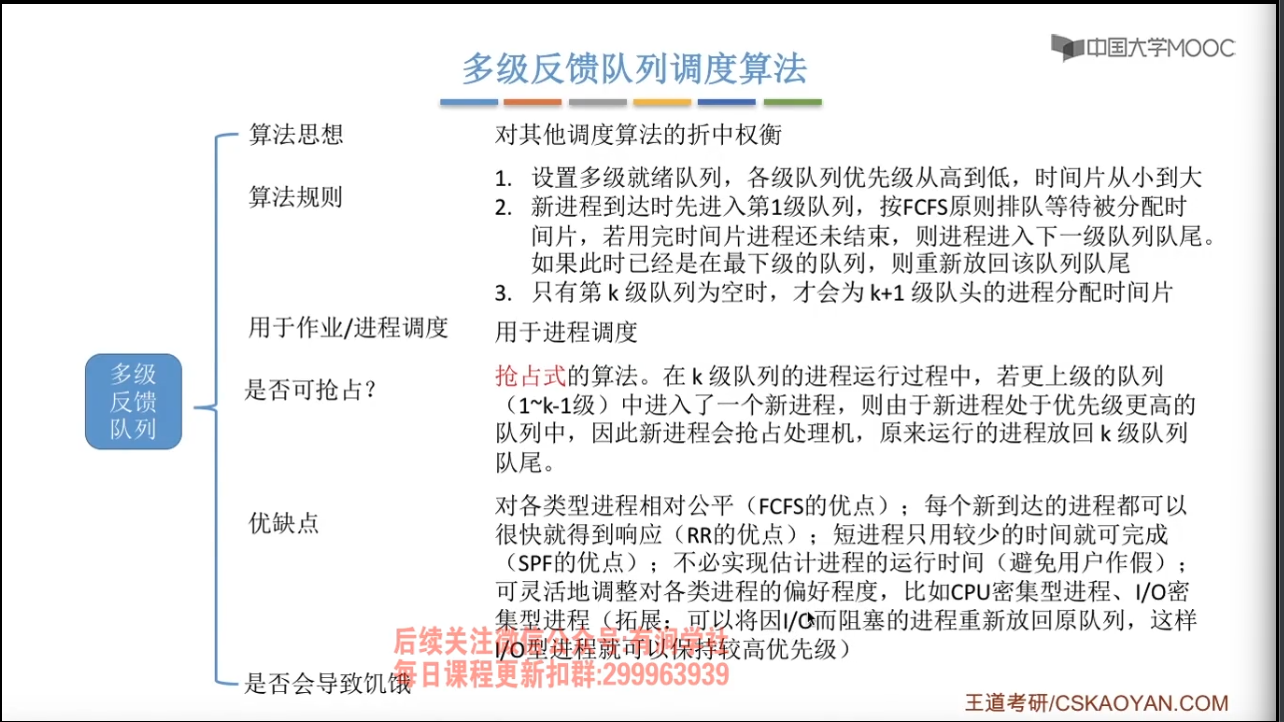 中国大学MOOC
多级反馈队列调度算法
算法思想
对其他调度算法的折中权衡
算法规则
1. 设置多级就绪队列，各级队列优先级从高到低，时间片从小到大
2. 新进程到达时先进入第1级队列，按FCFS原则排队等待被分配时
间片，若用完时间片进程还未结束，则进程进入下一级队列队尾。
如果此时已经是在最下级的队列，则重新放回该队列队尾
3. 只有第 k 级队列为空时，才会为 k+1 级队头的进程分配时间片
用于作业/进程调度
用于进程调度
多级
反馈
队列
是否可抢占？
抢占式的算法。在 k 级队列的进程运行过程中，若更上级的队列
（1~k-1级）中进入了一个新进程，则由于新进程处于优先级更高的
队列中，因此新进程会抢占处理机，原来运行的进程放回 k 级队列
队尾。
优缺点
对各类型进程相对公平（FCFS的优点）；每个新到达的进程都可以
很快就得到响应（RR的优点）；短进程只用较少的时间就可完成
（SPF的优点）；不必实现估计进程的运行时间（避免用户作假）；
可灵活地调整对各类进程的偏好程度，比如CPU密集型进程、I/O密
集型进程（拓展：可以将因I/O而阻塞的进程重新放回原队列，这样
I/O型进程就可以保持较高优先级）
后续关注微信公众号:有润学社
每日课程更新扣群:299963939
是否会导致饥饿
王道考研/CSKAOYAN.COM